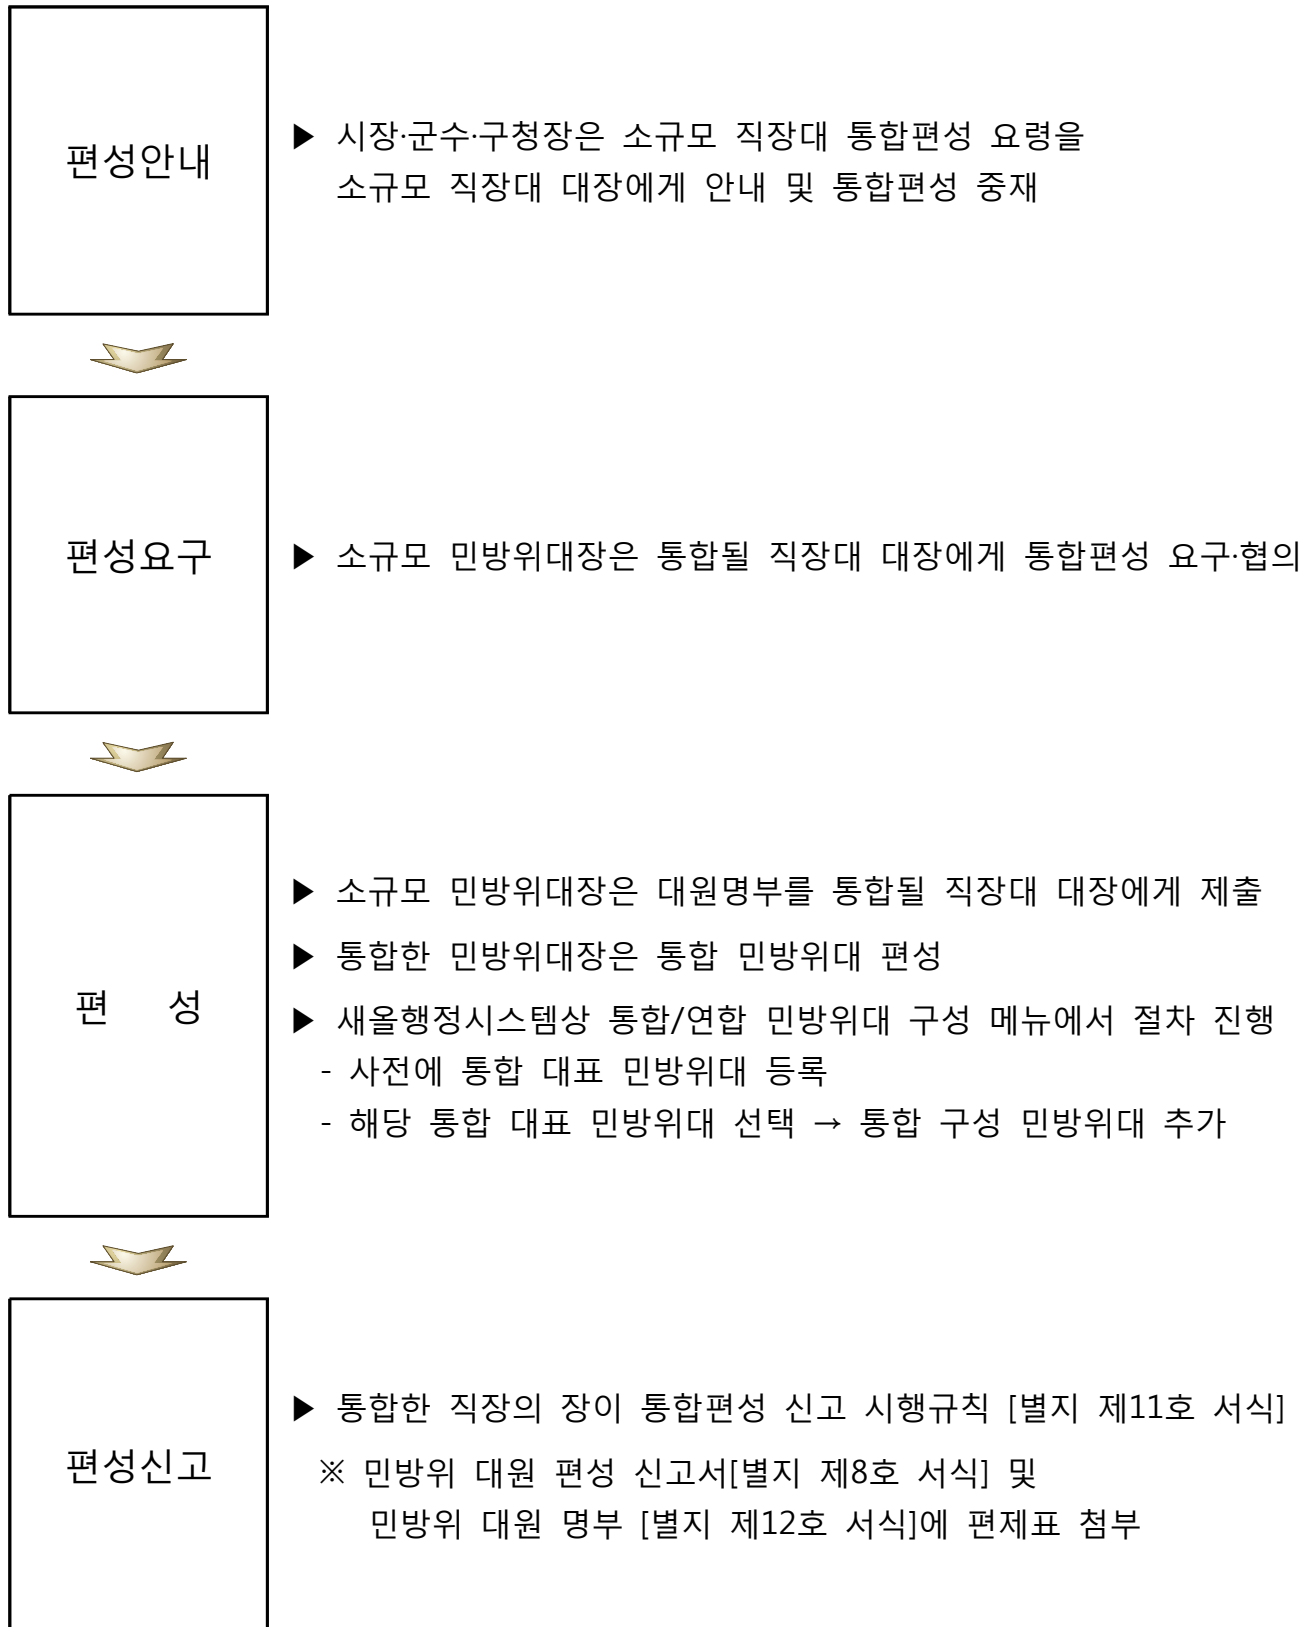 편성안내
▶ 시장·군수·구청장은 소규모 직장대 통합편성 요령을
소규모 직장대 대장에게 안내 및 통합편성 중재
편성요구
▶ 소규모 민방위대장은 통합될 직장대 대장에게 통합편성 요구·협의
편 성
▶ 소규모 민방위대장은 대원명부를 통합될 직장대 대장에게 제출
▶ 통합한 민방위대장은 통합 민방위대 편성
▶ 새올행정시스템상 통합/연합 민방위대 구성 메뉴에서 절차 진행
- 사전에 통합 대표 민방위대 등록
- 해당 통합 대표 민방위대 선택 → 통합 구성 민방위대 추가
편성신고
▶ 통합한 직장의 장이 통합편성 신고 시행규칙 [별지 제11호 서식]
※ 민방위 대원 편성 신고서[별지 제8호 서식] 및
민방위 대원 명부 [별지 제12호 서식]에 편제표 첨부